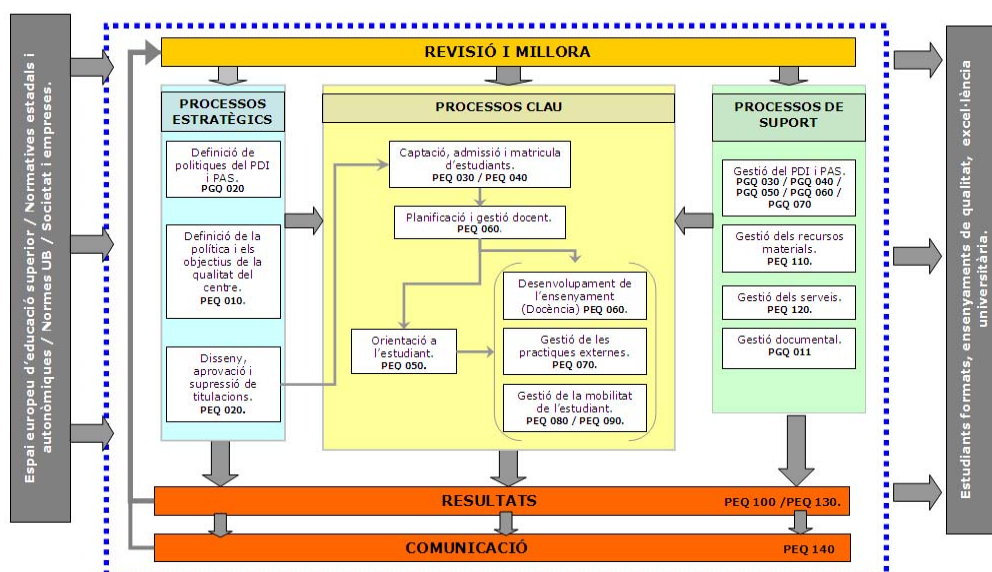 Espai europeu d'educació superior / Normatives estadals i
autonòmiques / Normes UB / Societat i empreses.
REVISIÓ I MILLORA
PROCESSOS
ESTRATÈGICS
Definició de
politiques del PDI
i PAS.
PGQ 020
Definició de la
política i els
objectius de la
qualitat del
centre.
PEQ 010.
Disseny,
aprovació i
supressió de
titulacions.
PEQ 020.
PROCESSOS CLAU
Captació, admissió i matricula
d'estudiants.
PEQ 030 / PEQ 040
Planificació i gestió docent.
PEQ 060.
Desenvolupament de
l'ensenyament
(Docència) PEQ 060.
Orientació a
l'estudiant.
PEQ 050.
Gestió de les
practiques externes.
PEQ 070.
Gestió de la mobilitat
de l'estudiant.
PEQ 080 / PEQ 090.
PROCESSOS DE
SUPORT
Gestió del PDI i PAS.
PGQ 030 / PGQ 040 /
PGQ 050 / PGQ 060 /
PGQ 070
Gestió dels recursos
materials.
PEQ 110.
Gestió dels serveis.
PEQ 120.
Gestió documental.
PGQ 011
RESULTATS
PEQ 100 /PEQ 130.
COMUNICACIÓ
PEQ 140
Estudiants formats, ensenyaments de qualitat, excel·lència
universitària.